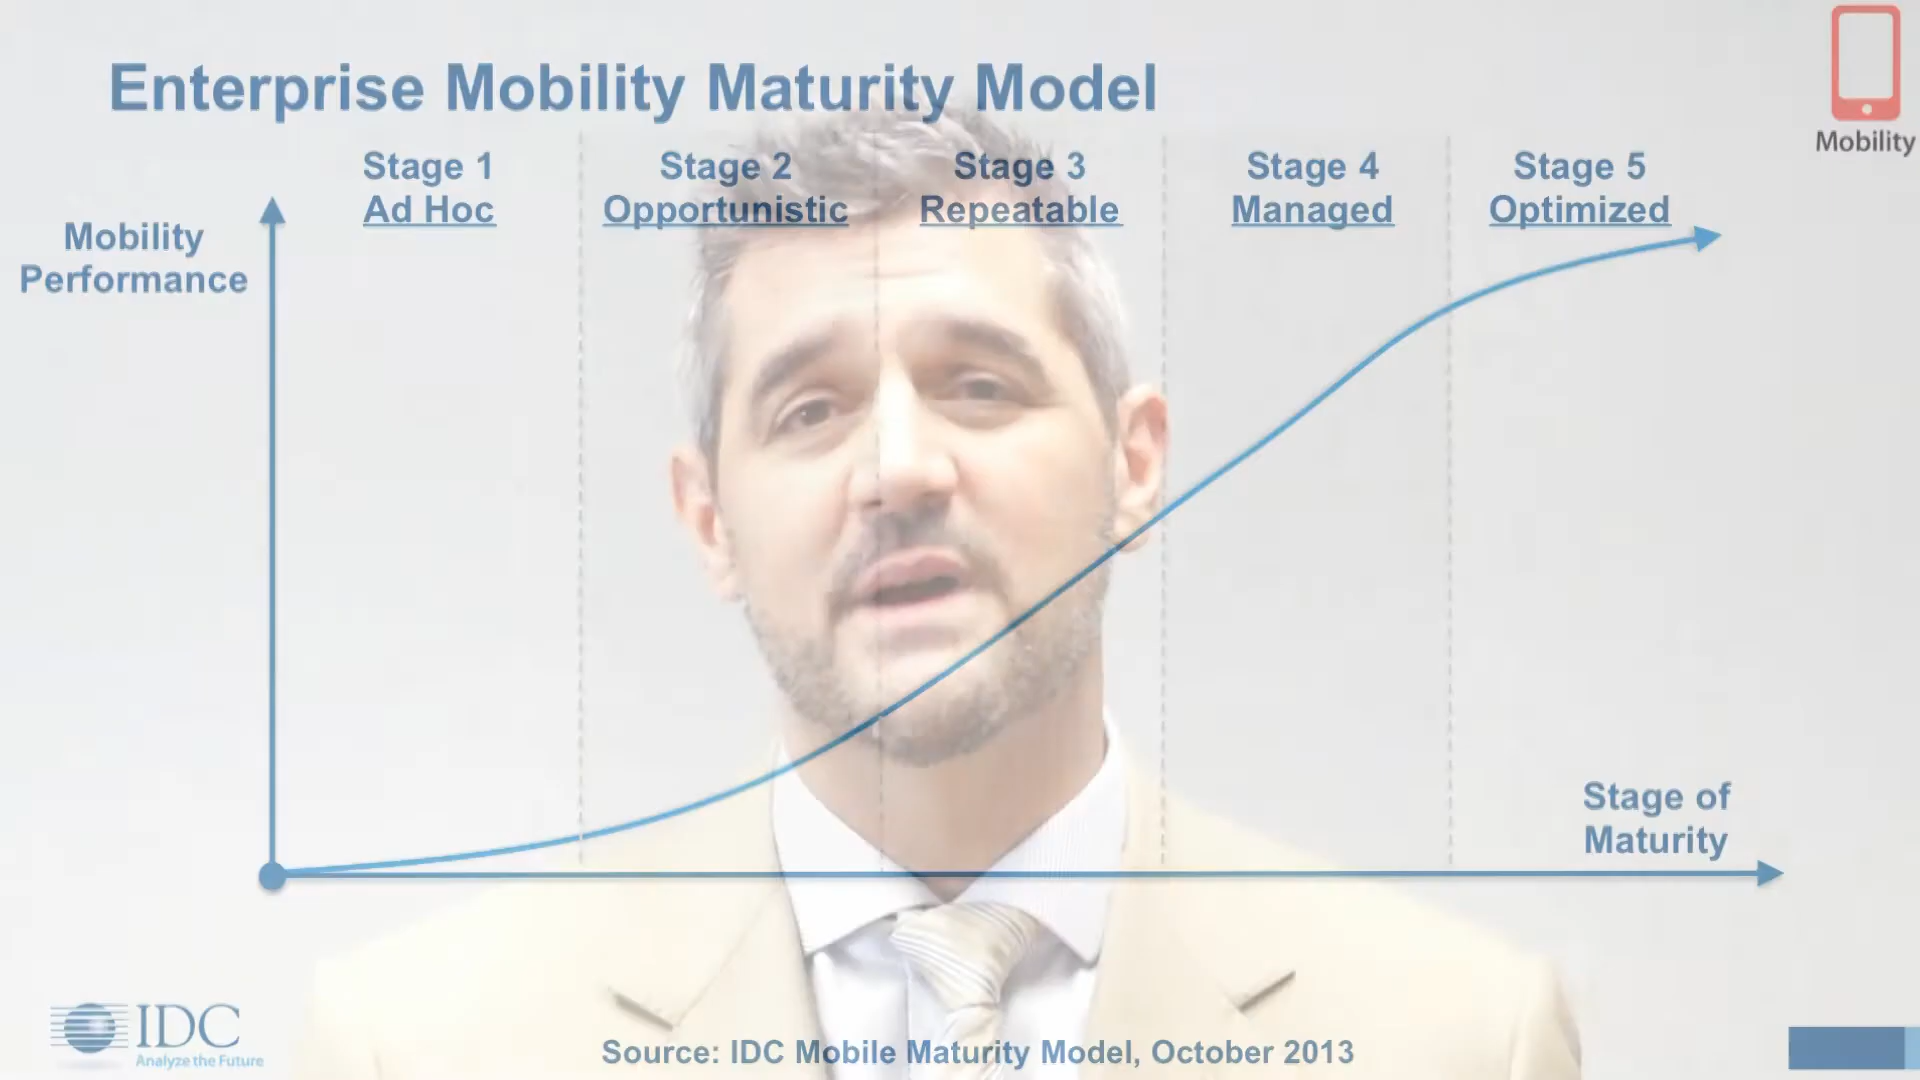 Enterprise Mobility Maturity Model
Mobility
Stage 1
Ad Hoc
Stage 2
Opportunistic
Stage 3
Repeatable
Stage 4
Managed
Stage 5
Optimized
Mobility
Performance
Stage of
Maturity
IDC
Analyze the Future
Source: IDC Mobile Maturity Model, October 2013